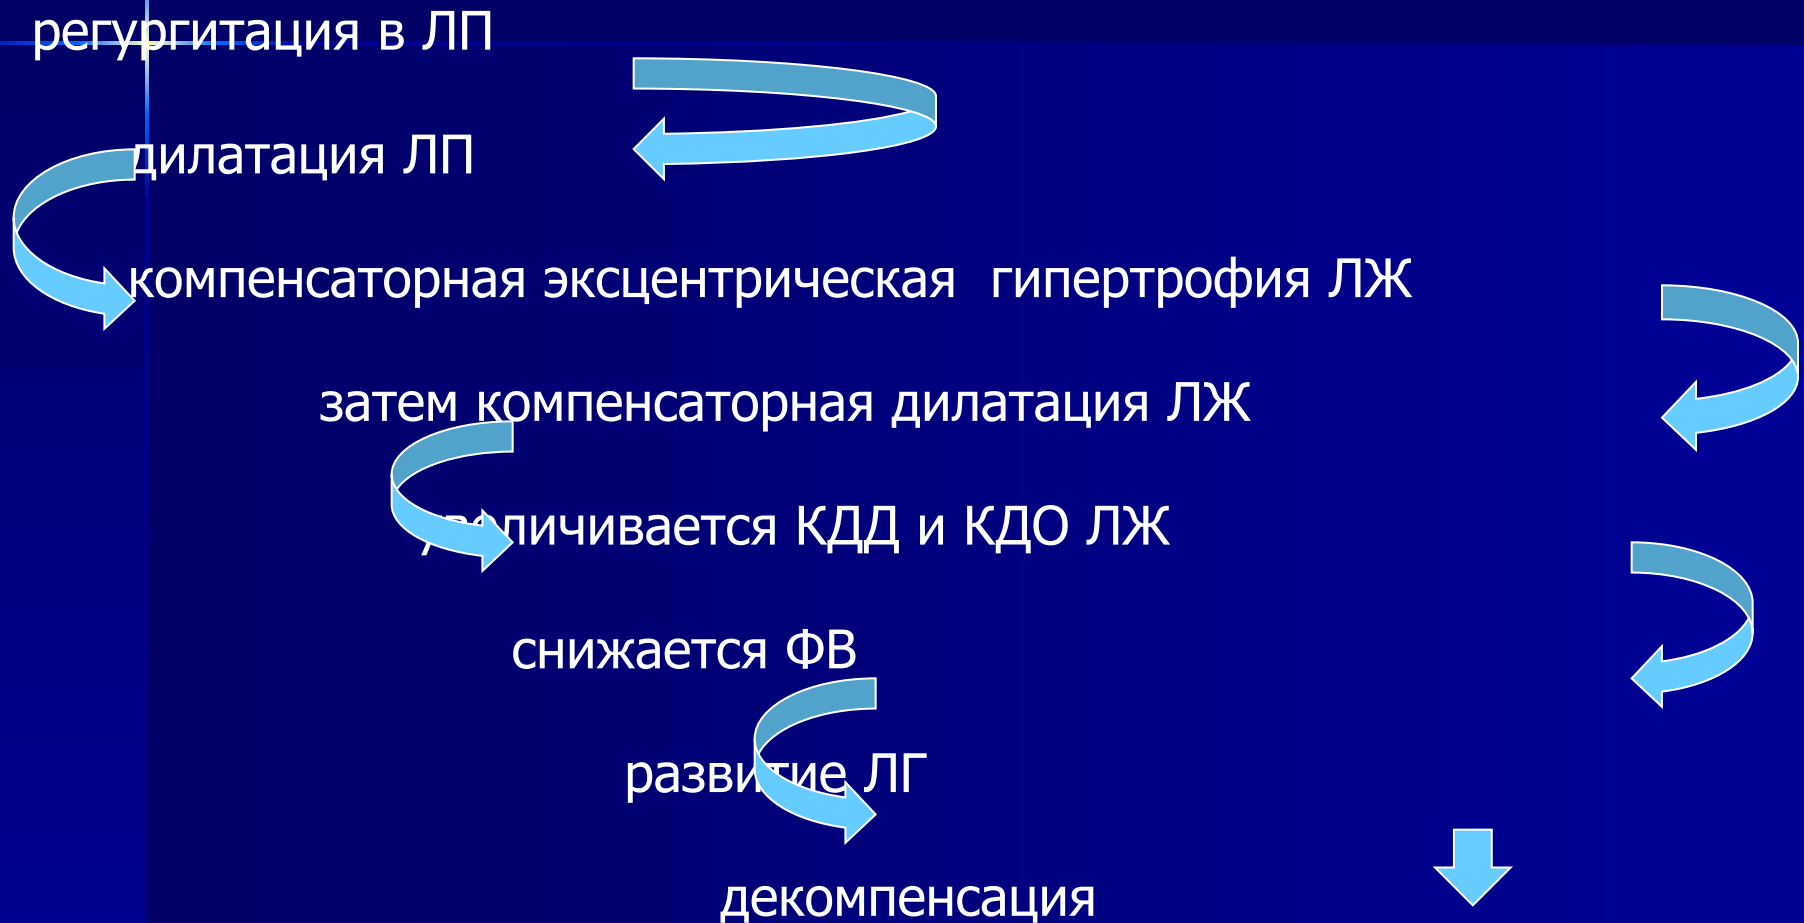 регургитация в ЛП
дилатация ЛП
компенсаторная эксцентрическая гипертрофия ЛЖ
затем компенсаторная дилатация ЛЖ
увеличивается КДД и КДО ЛЖ
снижается ФВ
развитие ЛГ
декомпенсация